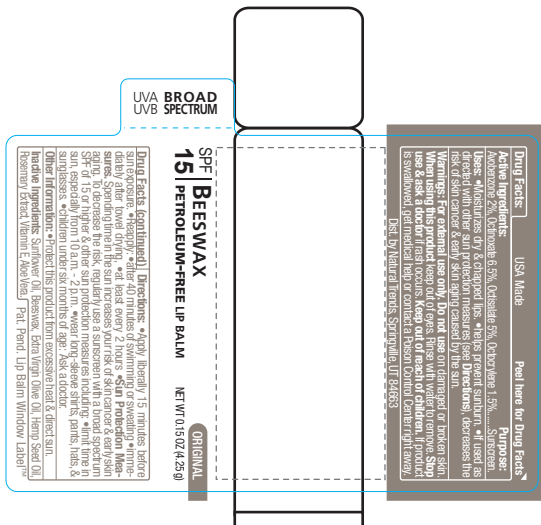 UVA BROAD
UVB SPECTRUM
SPF 15 BEESWAX
PETROLEUM-FREE LIP BALM
NET WT 0.15 OZ (4.25 g)
ORIGINAL
Drug Facts: USA Made Peel here for Drug Facts
Active Ingredients: Purpose:
Avobenzone 2%, Octinoxate 6.5%, Octisalate 5%, Octocrylene 1.5%.......Sunscreen.
Uses: •Moisturizes dry & chapped lips. •helps prevent sunburn. •If used as
directed with other sun protection measures (see Directions), decreases the
risk of skin cancer & early skin aging caused by the sun.
Warnings: For external use only. Do not use on damaged or broken skin.
When using this product keep out of eyes. Rinse with water to remove. Stop
use & ask a doctor if rash occurs. Keep out of reach of children. If product
is swallowed, get medical help or contact a Poison Control Center right away.
Dist. by Natural Trends, Springville, UT 84663
Drug Facts (continued) Directions: •Apply liberally 15 minutes before
sun exposure. •Reapply: •after 40 minutes of swimming or sweating •imme-
diately after towel drying. •at least every 2 hours •Sun Protection Mea-
sures. Spending time in the sun increases your risk of skin cancer & early skin
aging. To decrease the risk, regularly use a sunscreen with a broad spectrum
SPF of 15 or higher & other sun protection measures including: •limit time in
sun, especially from 10 a.m. - 2 p.m. •wear long-sleeve shirts, pants, hats, &
sunglasses. •children under six months of age: Ask a doctor.
Other Information: •Protect this product from excessive heat & direct sun.
Inactive Ingredients: Sunflower Oil, Beeswax, Extra Virgin Olive Oil, Hemp Seed Oil,
Rosemary Extract, Vitamin E, Aloe Vera. Pat. Pend. Lip Balm Window Label™